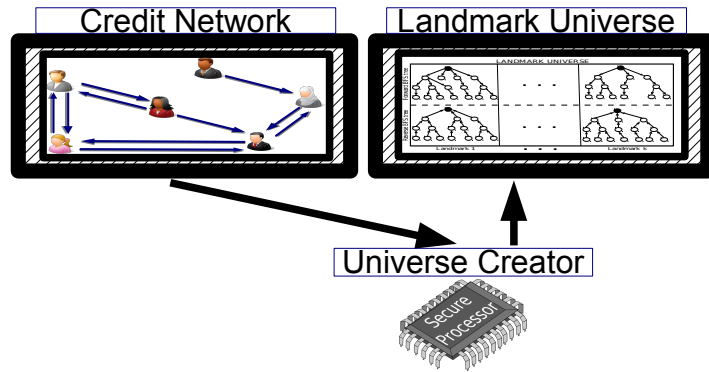 Credit Network
Landmark Universe
LANDMARK UNIVERSE
. . .
. . .
Landmark 1
. . .
Landmark k
Universe Creator
Secure
Processor